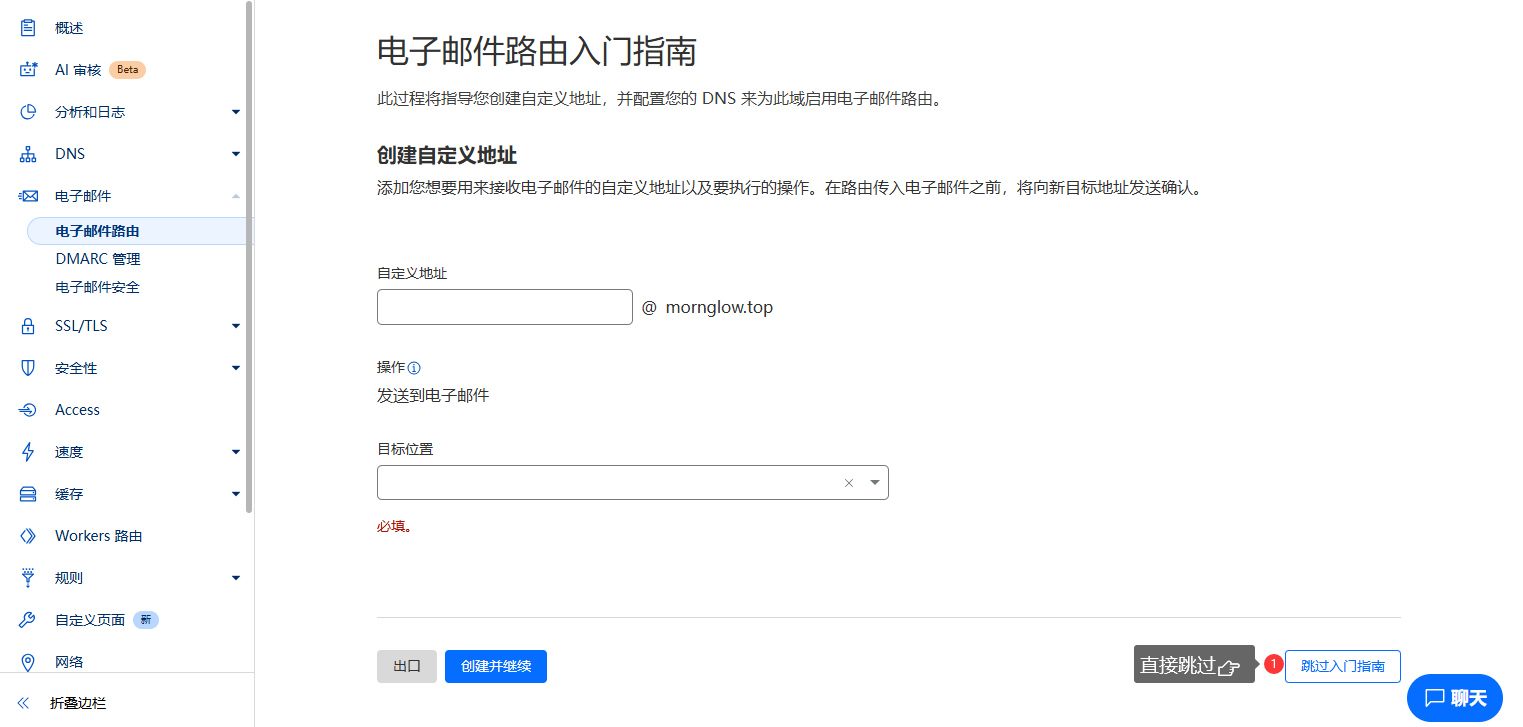 概述
AI 审核 Beta
分析和日志
DNS
电子邮件
电子邮件路由
DMARC 管理
电子邮件安全
SSL/TLS
安全性
Access
速度
缓存
Workers 路由
规则
自定义页面 新
网络
折叠边栏
电子邮件路由入门指南
此过程将指导您创建自定义地址，并配置您的 DNS 来为此域启用电子邮件路由。
创建自定义地址
添加您想要用来接收电子邮件的自定义地址以及要执行的操作。在路由传入电子邮件之前，将向新目标地址发送确认。
自定义地址
@ mornglow.top
操作
发送到电子邮件
目标位置
必填。
出口 创建并继续 直接跳过 1 跳过入门指南
聊天